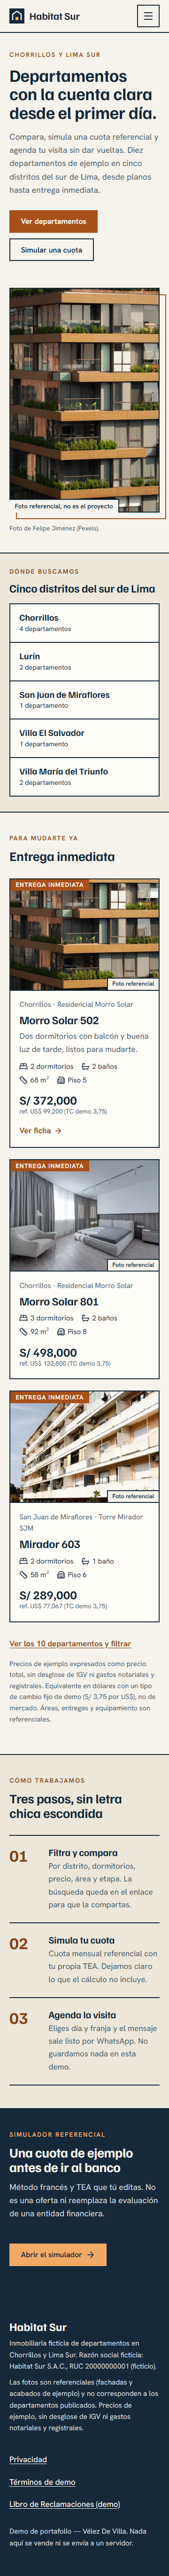 Habitat Sur
CHORRILLOS Y LIMA SUR
Departamentos
con la cuenta clara
desde el primer día.
Compara, simula una cuota referencial y
agenda tu visita sin dar vueltas. Diez
departamentos de ejemplo en cinco
distritos del sur de Lima, desde planos
hasta entrega inmediata.
Ver departamentos
Simular una cuota
Foto referencial, no es el proyecto
Foto de Felipe Jiménez (Pexels).
DÓNDE BUSCAMOS
Cinco distritos del sur de Lima
Chorrillos
4 departamentos
Lurín
2 departamentos
San Juan de Miraflores
1 departamento
Villa El Salvador
1 departamento
Villa María del Triunfo
2 departamentos
PARA MUDARTE YA
Entrega inmediata
ENTREGA INMEDIATA
Foto referencial
Chorrillos · Residencial Morro Solar
Morro Solar 502
Dos dormitorios con balcón y buena
luz de tarde, listos para mudarte.
2 dormitorios 2 baños
68 m² Piso 5
S/ 372,000
ref. US$ 99,200 (TC demo 3,75)
Ver ficha →
ENTREGA INMEDIATA
Foto referencial
Chorrillos · Residencial Morro Solar
Morro Solar 801
3 dormitorios 2 baños
92 m² Piso 8
S/ 498,000
ref. US$ 132,800 (TC demo 3,75)
ENTREGA INMEDIATA
Foto referencial
San Juan de Miraflores · Torre Mirador
SJM
Mirador 603
2 dormitorios 1 baño
58 m² Piso 6
S/ 289,000
ref. US$ 77,067 (TC demo 3,75)
Ver los 10 departamentos y filtrar
Precios de ejemplo expresados como precio
total, sin desglose de IGV ni gastos notariales y
registrales. Equivalente en dólares con un tipo
de cambio fijo de demo (S/ 3,75 por US$), no de
mercado. Áreas, entregas y equipamiento son
referenciales.
CÓMO TRABAJAMOS
Tres pasos, sin letra
chica escondida
01 Filtra y compara
Por distrito, dormitorios,
precio, área y etapa. La
búsqueda queda en el enlace
para que la compartas.
02 Simula tu cuota
Cuota mensual referencial con
tu propia TEA. Dejamos claro
lo que el cálculo no incluye.
03 Agenda la visita
Eliges día y franja y el mensaje
sale listo por WhatsApp. No
guardamos nada en esta
demo.
SIMULADOR REFERENCIAL
Una cuota de ejemplo
antes de ir al banco
Método francés y TEA que tú editas. No
es una oferta ni reemplaza la evaluación
de una entidad financiera.
Abrir el simulador →
Habitat Sur
Inmobiliaria ficticia de departamentos en
Chorrillos y Lima Sur. Razón social ficticia:
Habitat Sur S.A.C., RUC 20000000001 (ficticio).
Las fotos son referenciales (fachadas y
acabados de ejemplo) y no corresponden a los
departamentos publicados. Precios de
ejemplo, sin desglose de IGV ni gastos
notariales y registrales.
Privacidad
Términos de demo
Libro de Reclamaciones (demo)
Demo de portafolio — Vélez De Villa. Nada
aquí se vende ni se envía a un servidor.